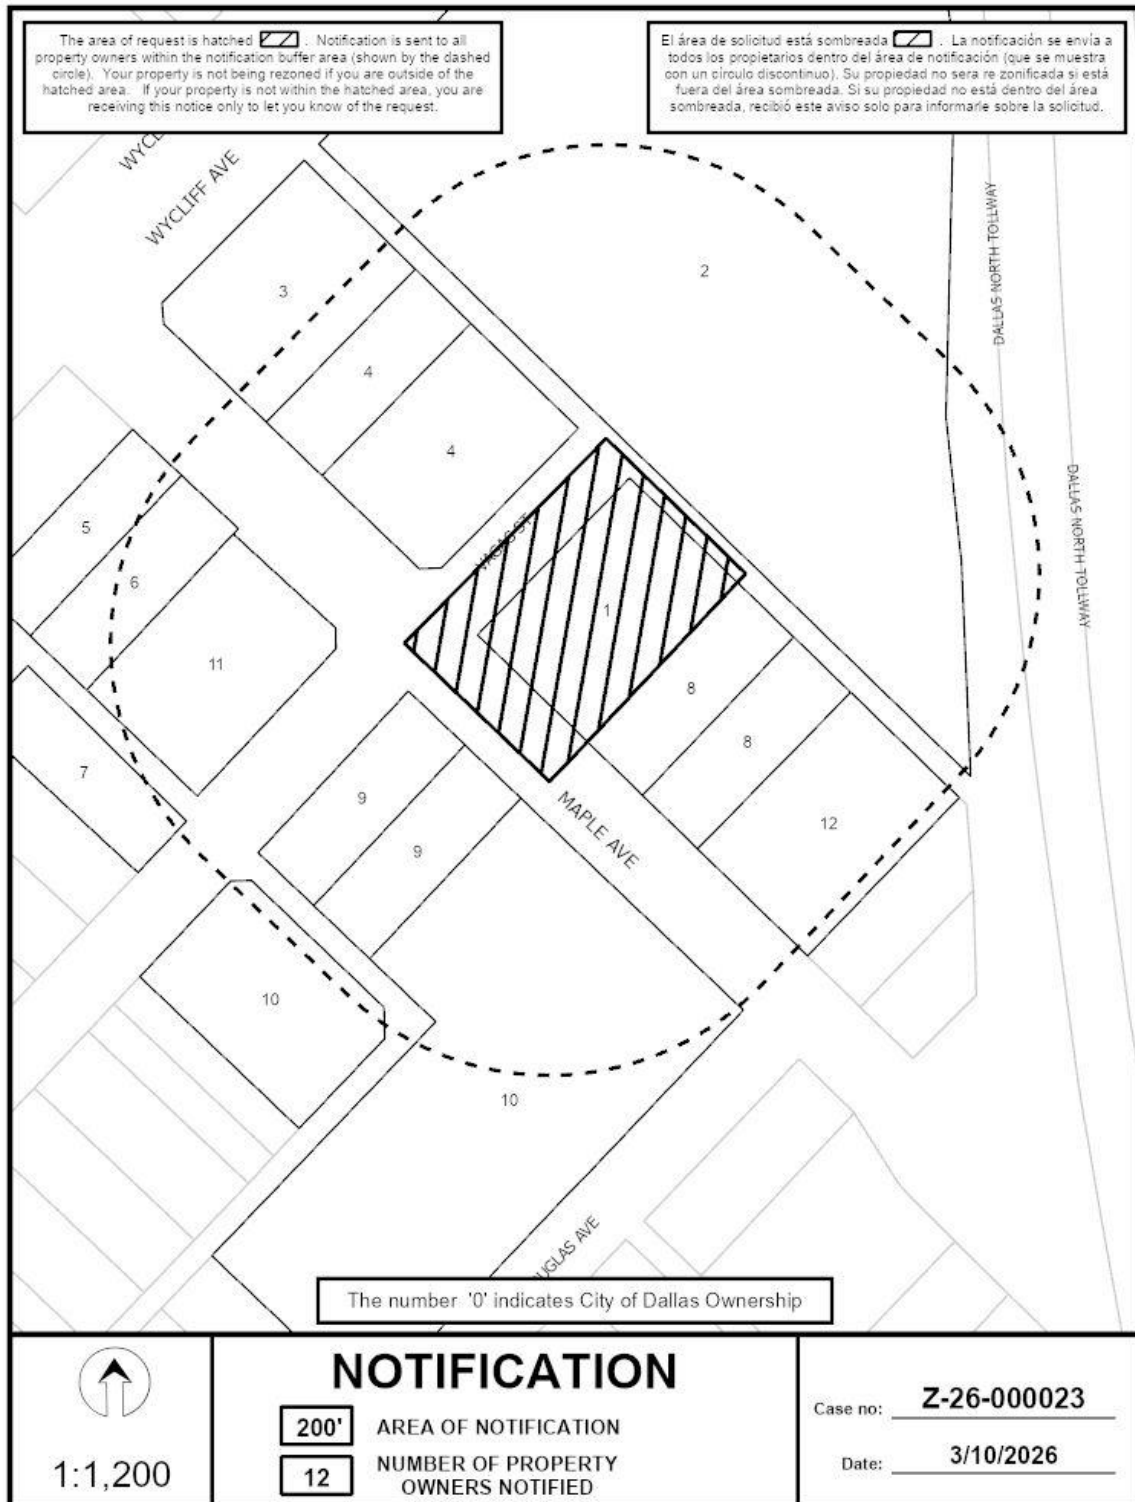 The area of request is hatched . Notification is sent to all
property owners within the notification buffer area (shown by the dashed
circle). Your property is not being rezoned if you are outside of the
hatched area. If your property is not within the hatched area, you are
receiving this notice only to let you know of the request.
El área de solicitud está sombreada . La notificación se envía a
todos los propietarios dentro del área de notificación (que se muestra
con un círculo discontinuo). Su propiedad no sera re zonificada si está
fuera del área sombreada. Si su propiedad no está dentro del área
sombreada, recibió este aviso solo para informarle sobre la solicitud.
WYCLIFF AVE
DALLAS NORTH TOLLWAY
2
3
4
4
DALLAS NORTH TOLLWAY
5
6
1
11
8
8
7
9
MAPLE AVE
12
9
10
10
The number '0' indicates City of Dallas Ownership
1:1,200
NOTIFICATION
200' AREA OF NOTIFICATION
12 NUMBER OF PROPERTY
OWNERS NOTIFIED
Case no: Z-26-000023
Date: 3/10/2026